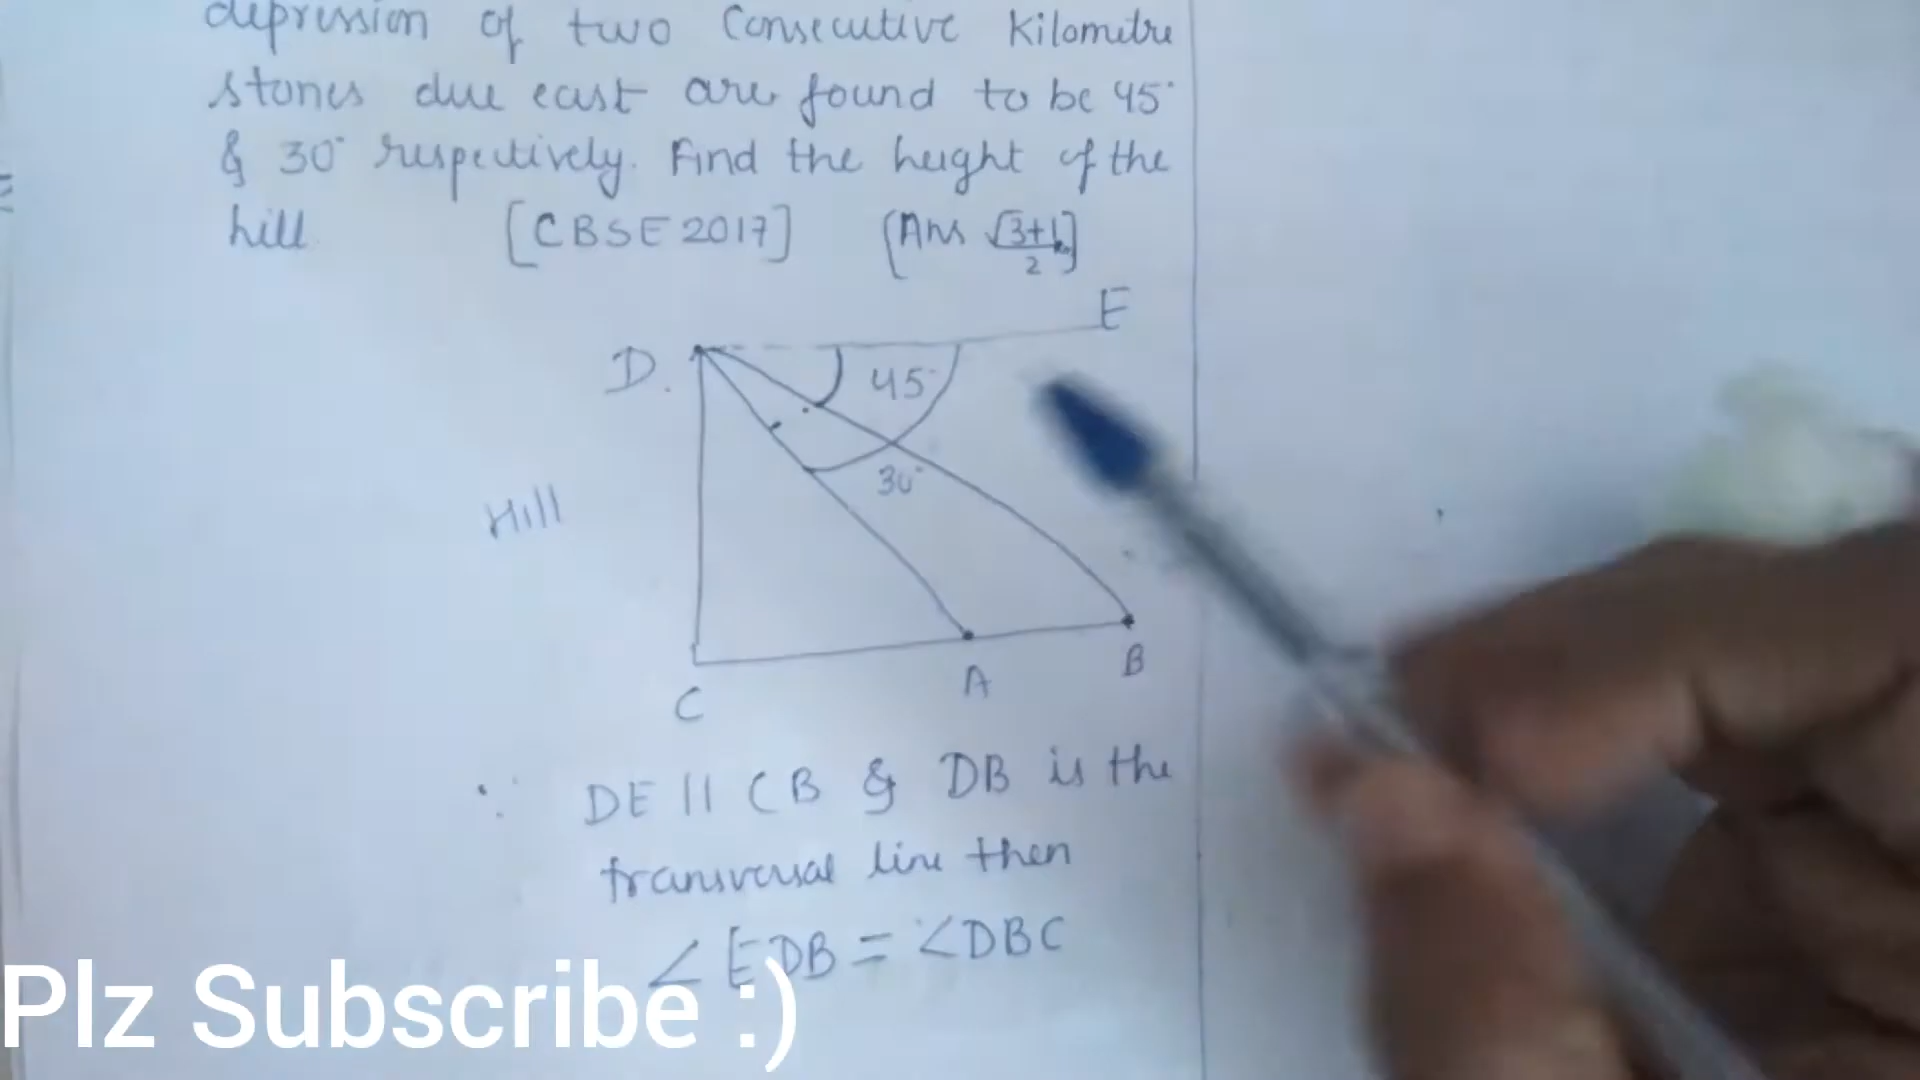 depression of two Consecutive Kilometre
stones due east are found to be 45°
& 30° respectively. Find the height of the
hill [CBSE 2017] [Ans √3+1/2 km]
E
D.
45°
30°
Hill
C A B
∵ DE || CB & DB is the
transversal line then
∠EDB = ∠DBC
Plz Subscribe :)